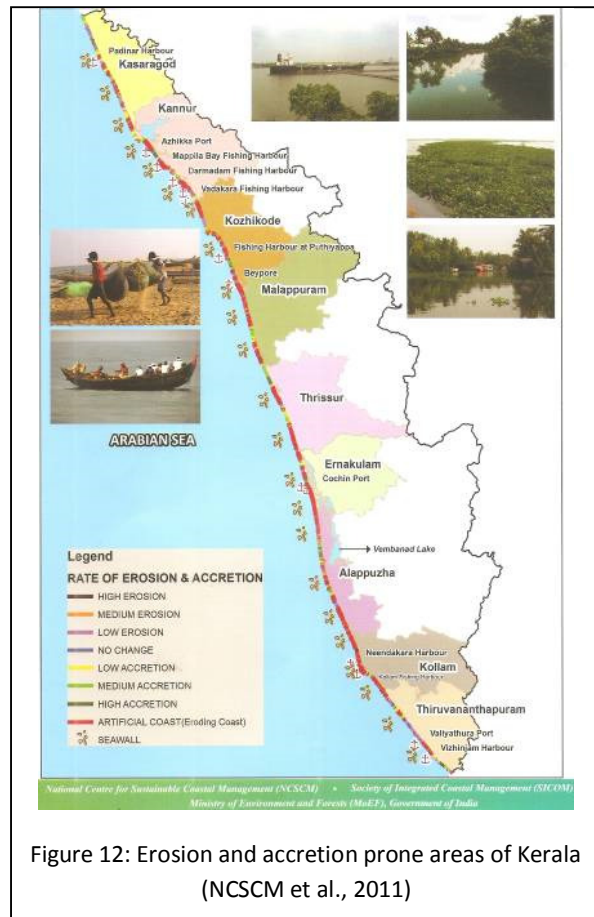 Padinar Harbour
Kasaragod
Kannur
Azhikka Port
Mappila Bay Fishing Harbour
Darmadam Fishing Harbour
Vadakara Fishing Harbour
Kozhikode
Fishing Harbour at Puthiyappa
Beypore
Malappuram
Thrissur
ARABIAN SEA
Ernakulam
Cochin Port
Vembanad Lake
Alappuzha
Legend
RATE OF EROSION & ACCRETION
HIGH EROSION
MEDIUM EROSION
LOW EROSION
NO CHANGE
LOW ACCRETION
MEDIUM ACCRETION
HIGH ACCRETION
ARTIFICIAL COAST(Eroding Coast)
SEAWALL
Neendakara Harbour
Kollam
Kollam Fishing Harbour
Thiruvananthapuram
Valiyathura Port
Vizhinjam Harbour
National Centre for Sustainable Coastal Management (NCSCM) • Society of Integrated Coastal Management (SICOM)
Ministry of Environment and Forests (MoEF), Government of India
Figure 12: Erosion and accretion prone areas of Kerala
(NCSCM et al., 2011)